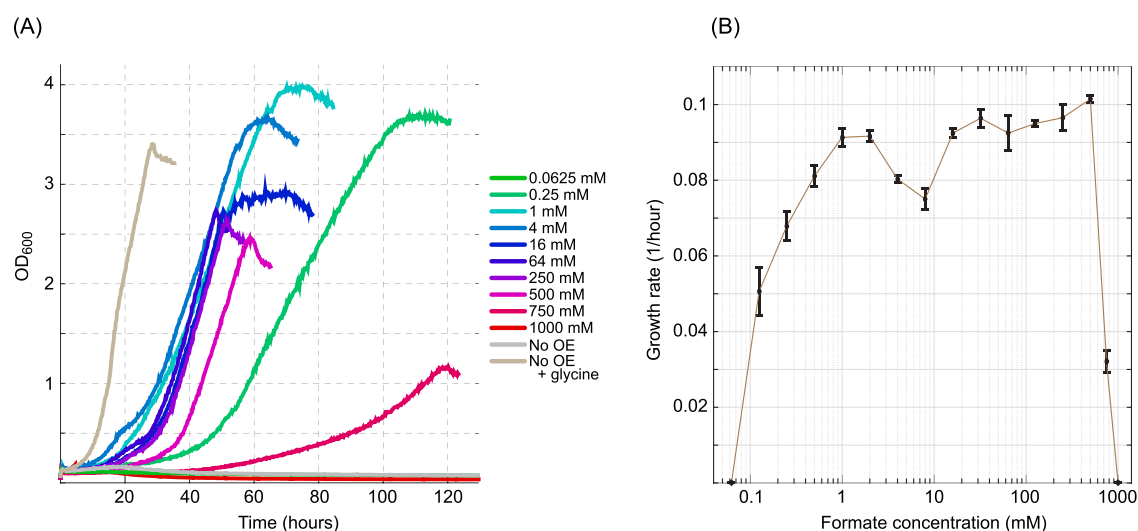 (A)
4
3
2
1
OD600
20
40
60
80
100
120
Time (hours)
0.0625 mM
0.25 mM
1 mM
4 mM
16 mM
64 mM
250 mM
500 mM
750 mM
1000 mM
No OE
No OE
+ glycine
(B)
0.1
0.08
0.06
0.04
0.02
Growth rate (1/hour)
0.1
1
10
100
1000
Formate concentration (mM)